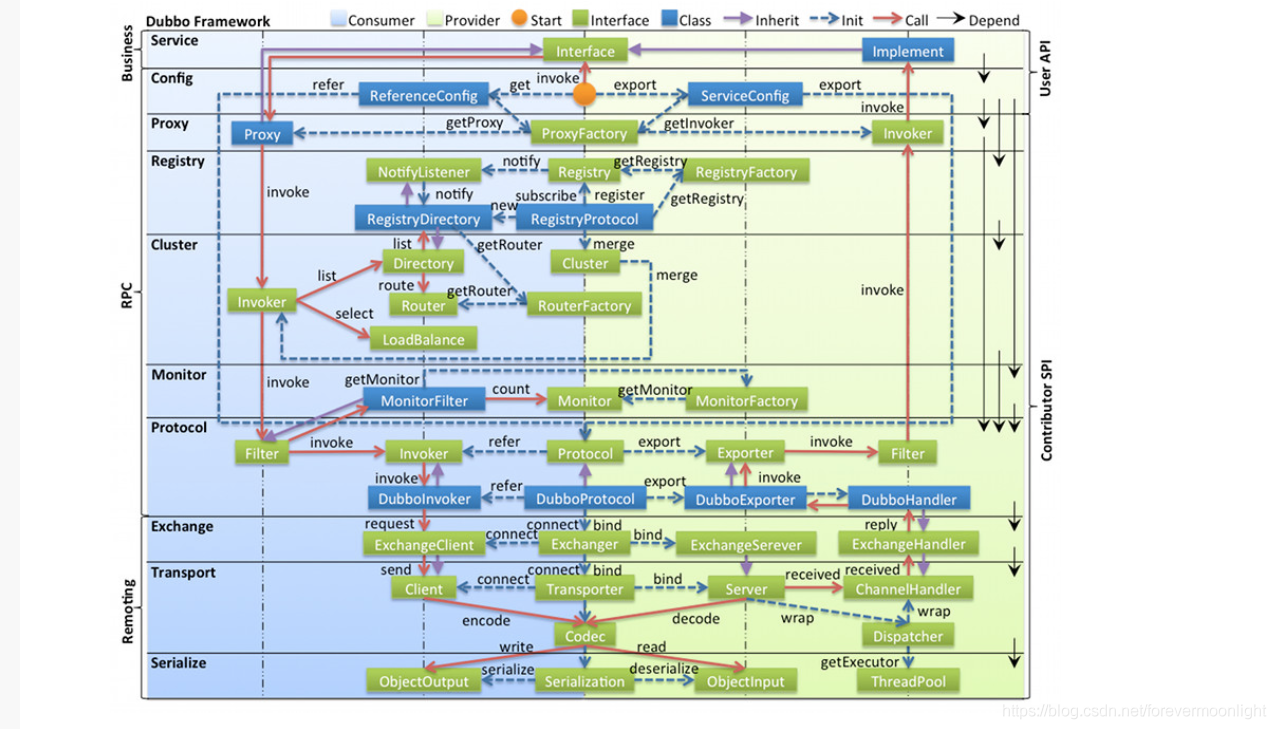 Dubbo Framework
Consumer Provider Start Interface Class Inherit Init Call Depend
Business
RPC
Remoting
User API
Contributor SPI
Service
Interface
Implement
Config
invoke
refer
ReferenceConfig
get
export
ServiceConfig
export
invoke
Proxy
Proxy
getProxy
ProxyFactory
getInvoker
Invoker
Registry
NotifyListener
notify
Registry
getRegistry
RegistryFactory
invoke
notify
subscribe
register
getRegistry
RegistryDirectory
new
RegistryProtocol
Cluster
list
getRouter
merge
Directory
Cluster
list
merge
route
getRouter
invoke
Invoker
Router
RouterFactory
select
LoadBalance
Monitor
getMonitor
invoke
MonitorFilter
count
Monitor
getMonitor
MonitorFactory
Protocol
Filter
invoke
Invoker
refer
Protocol
export
Exporter
invoke
Filter
invoke
refer
export
invoke
DubboInvoker
DubboProtocol
DubboExporter
DubboHandler
Exchange
request
connect
bind
reply
ExchangeClient
connect
Exchanger
bind
ExchangeSerever
ExchangeHandler
Transport
send
connect
bind
received
received
Client
connect
Transporter
bind
Server
ChannelHandler
encode
decode
wrap
wrap
Codec
Dispatcher
write
read
Serialize
getExecutor
ObjectOutput
serialize
Serialization
deserialize
ObjectInput
ThreadPool
https://blog.csdn.net/forevermoonlight